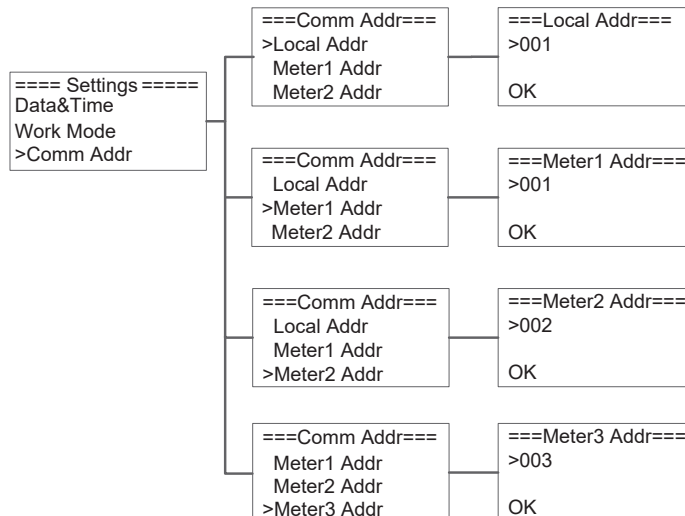 ==== Settings =====
Data&Time
Work Mode
>Comm Addr
===Comm Addr===
>Local Addr
Meter1 Addr
Meter2 Addr
===Local Addr===
>001
OK
===Comm Addr===
Local Addr
>Meter1 Addr
Meter2 Addr
===Meter1 Addr===
>001
OK
===Comm Addr===
Local Addr
Meter1 Addr
>Meter2 Addr
===Meter2 Addr===
>002
OK
===Comm Addr===
Meter1 Addr
Meter2 Addr
>Meter3 Addr
===Meter3 Addr===
>003
OK